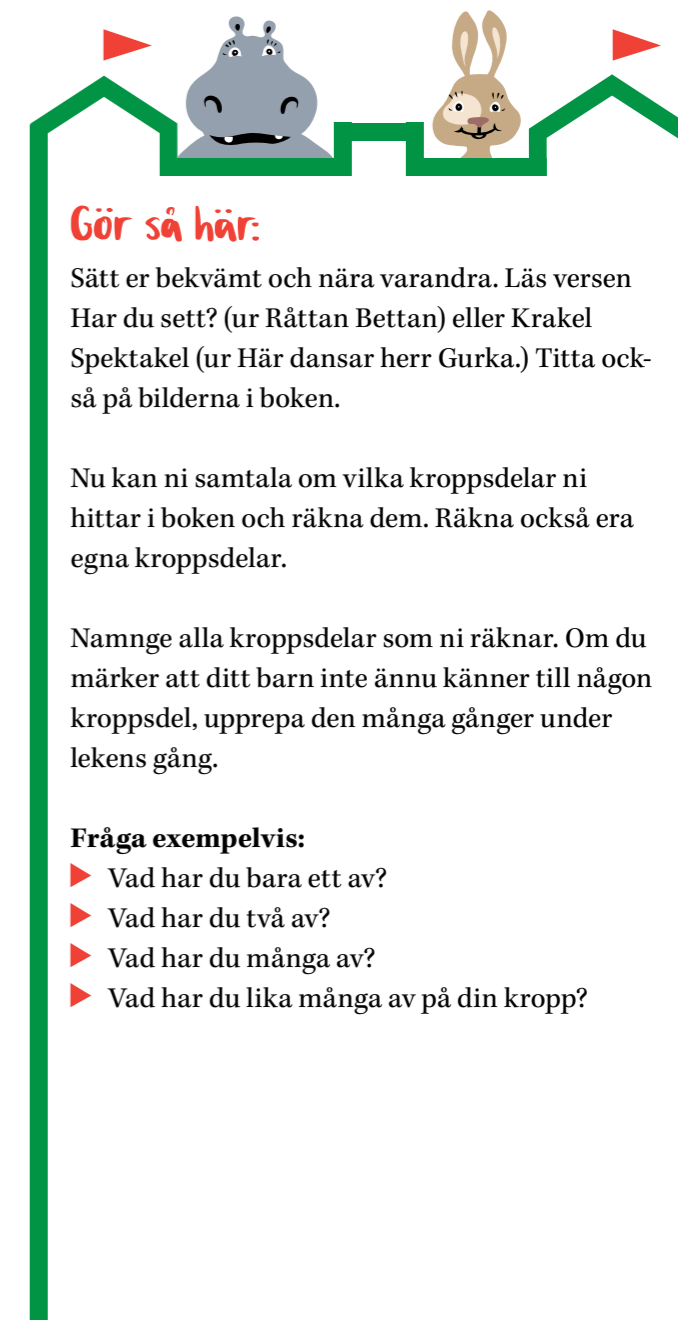 Gör så här:
Sätt er bekvämt och nära varandra. Läs versen
Har du sett? (ur Råttan Bettan) eller Krakel
Spektakel (ur Här dansar herr Gurka.) Titta ock-
så på bilderna i boken.
Nu kan ni samtala om vilka kroppsdelar ni
hittar i boken och räkna dem. Räkna också era
egna kroppsdelar.
Namnge alla kroppsdelar som ni räknar. Om du
märker att ditt barn inte ännu känner till någon
kroppsdel, upprepa den många gånger under
lekens gång.
Fråga exempelvis:
Vad har du bara ett av?
Vad har du två av?
Vad har du många av?
Vad har du lika många av på din kropp?